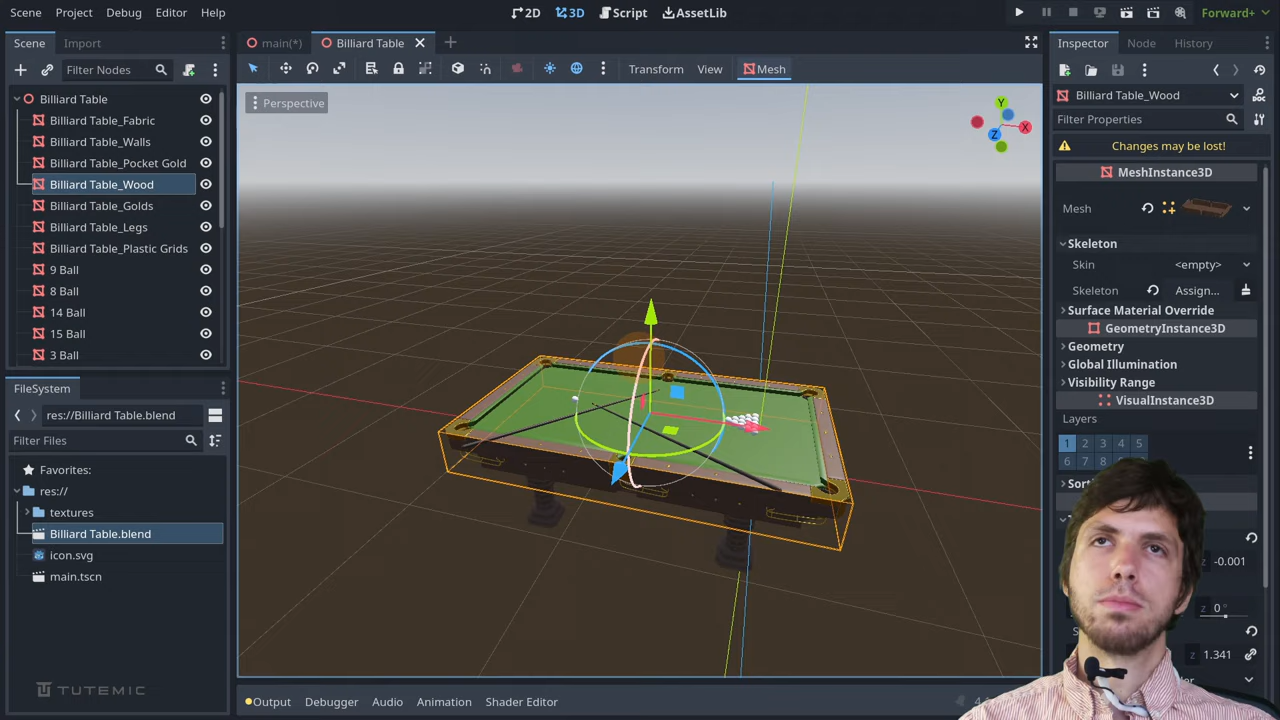 Scene Project Debug Editor Help
2D 3D Script AssetLib
Forward+
Scene Import
Filter Nodes
Billiard Table
Billiard Table_Fabric
Billiard Table_Walls
Billiard Table_Pocket Gold
Billiard Table_Wood
Billiard Table_Golds
Billiard Table_Legs
Billiard Table_Plastic Grids
9 Ball
8 Ball
14 Ball
15 Ball
3 Ball
FileSystem
res://Billiard Table.blend
Filter Files
Favorites:
res://
textures
Billiard Table.blend
icon.svg
main.tscn
TUTEMIC
main(*) Billiard Table
Transform View Mesh
Perspective
Y
X
Z
Output Debugger Audio Animation Shader Editor
Inspector Node History
Billiard Table_Wood
Filter Properties
Changes may be lost!
MeshInstance3D
Mesh
Skeleton
Skin <empty>
Skeleton Assign...
Surface Material Override
GeometryInstance3D
Geometry
Global Illumination
Visibility Range
VisualInstance3D
Layers
1 2 3 4 5
6 7 8
-0.001
z 0°
z 1.341